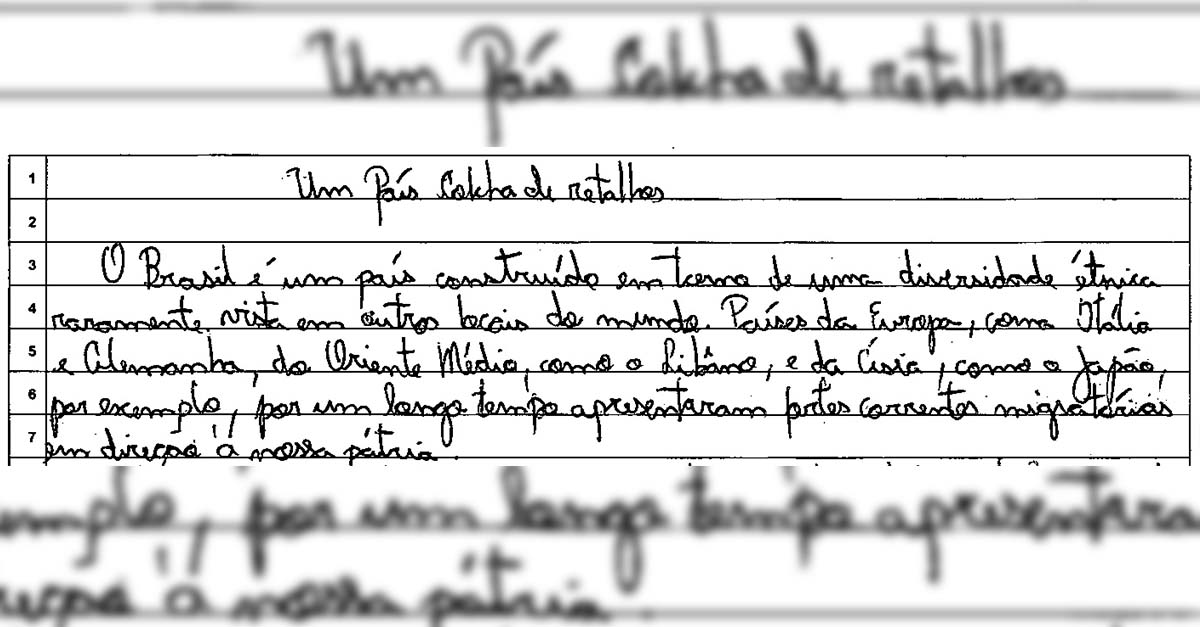 Um País Colcha de retalhos
1 Um País Colcha de retalhos
2
3 O Brasil é um país construído em torno de uma diversidade étnica
4 raramente vista em outros locais do mundo. Países da Europa, como Itália
5 e Alemanha, do Oriente Médio, como o Líbano, e da Ásia, como o Japão,
6 por exemplo, por um longo tempo apresentaram fortes correntes migratórias
7 em direção à nossa pátria.
emplo, por um longo tempo apresentara
reção à nossa pátria.